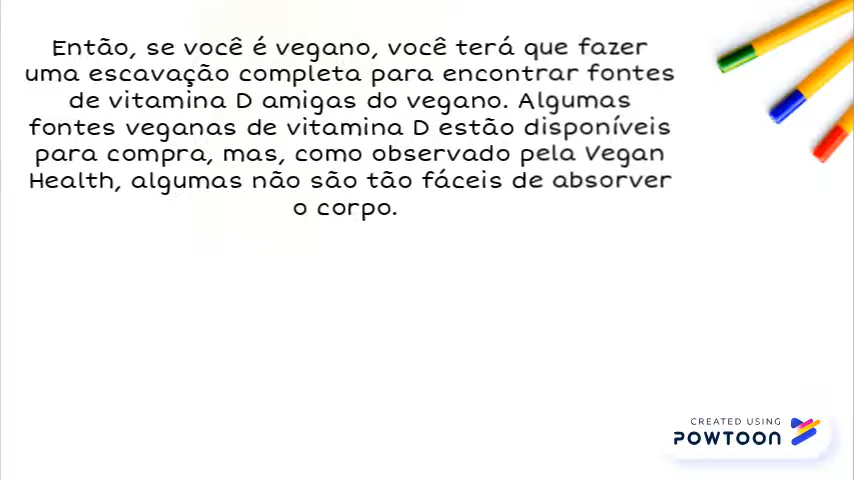 Então, se você é vegano, você terá que fazer
uma escavação completa para encontrar fontes
de vitamina D amigas do vegano. Algumas
fontes veganas de vitamina D estão disponíveis
para compra, mas, como observado pela Vegan
Health, algumas não são tão fáceis de absorver
o corpo.
CREATED USING
POWTOON